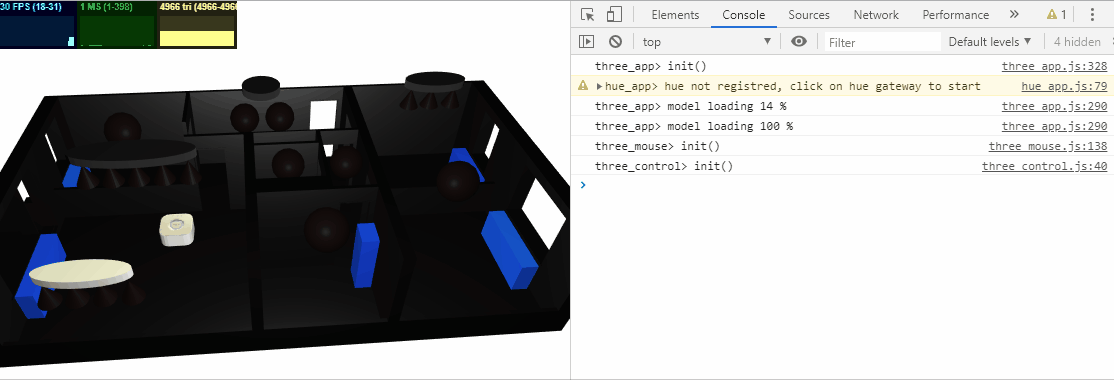 30 FPS (18-31) 1 MS (1-398) 4966 tri (4966-4966
Elements Console Sources Network Performance » 1
top Filter Default levels ▼ 4 hidden
three_app> init() three_app.js:328
hue_app> hue not registred, click on hue gateway to start hue_app.js:79
three_app> model loading 14 % three_app.js:290
three_app> model loading 100 % three_app.js:290
three_mouse> init() three_mouse.js:138
three_control> init() three_control.js:40